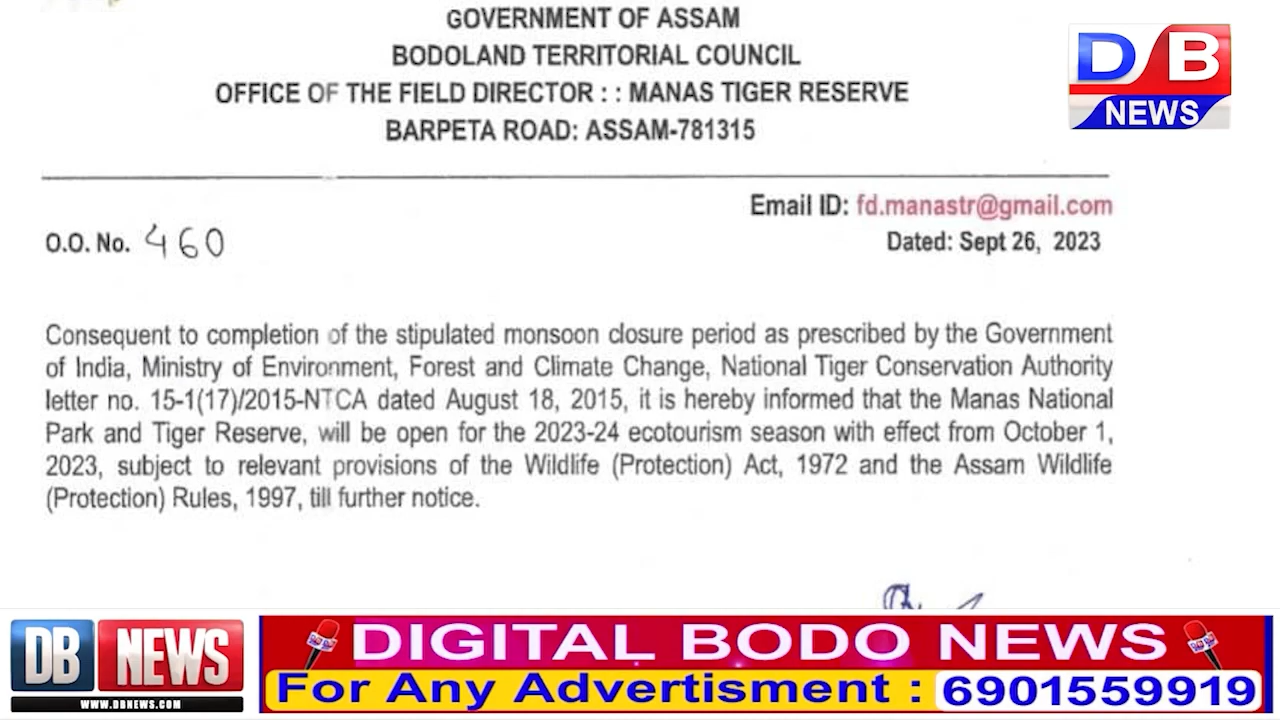 GOVERNMENT OF ASSAM
BODOLAND TERRITORIAL COUNCIL
OFFICE OF THE FIELD DIRECTOR : : MANAS TIGER RESERVE
BARPETA ROAD: ASSAM-781315
DB
NEWS
Email ID: fd.manastr@gmail.com
O.O. No. 460
Dated: Sept 26, 2023
Consequent to completion of the stipulated monsoon closure period as prescribed by the Government
of India, Ministry of Environment, Forest and Climate Change, National Tiger Conservation Authority
letter no. 15-1(17)/2015-NTCA dated August 18, 2015, it is hereby informed that the Manas National
Park and Tiger Reserve, will be open for the 2023-24 ecotourism season with effect from October 1,
2023, subject to relevant provisions of the Wildlife (Protection) Act, 1972 and the Assam Wildlife
(Protection) Rules, 1997, till further notice.
DB NEWS
WWW.DBNEWS.COM
DIGITAL BODO NEWS
For Any Advertisment : 6901559919